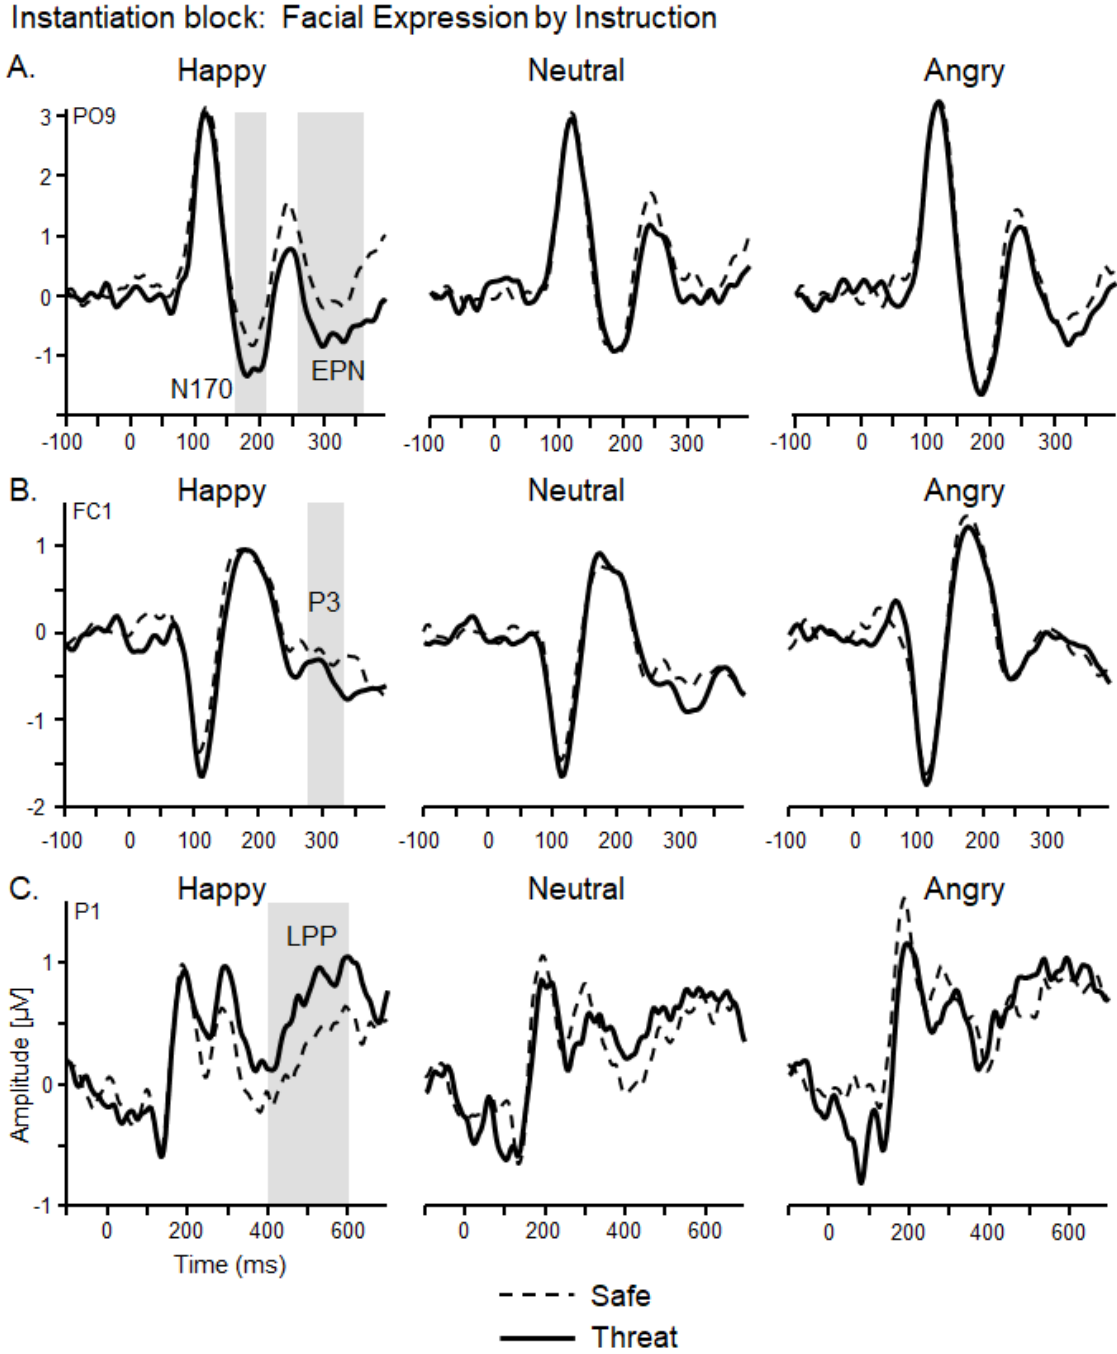 Instantiation block:  Facial Expression by Instruction
A.
Happy
Neutral
Angry
PO9
3
2
1
0
-1
N170
EPN
-100 0 100 200 300
-100 0 100 200 300
-100 0 100 200 300
B.
Happy
Neutral
Angry
FC1
1
0
-1
-2
P3
-100 0 100 200 300
-100 0 100 200 300
-100 0 100 200 300
C.
Happy
Neutral
Angry
P1
1
0
-1
LPP
Amplitude [µV]
0 200 400 600
0 200 400 600
0 200 400 600
Time (ms)
Safe
Threat